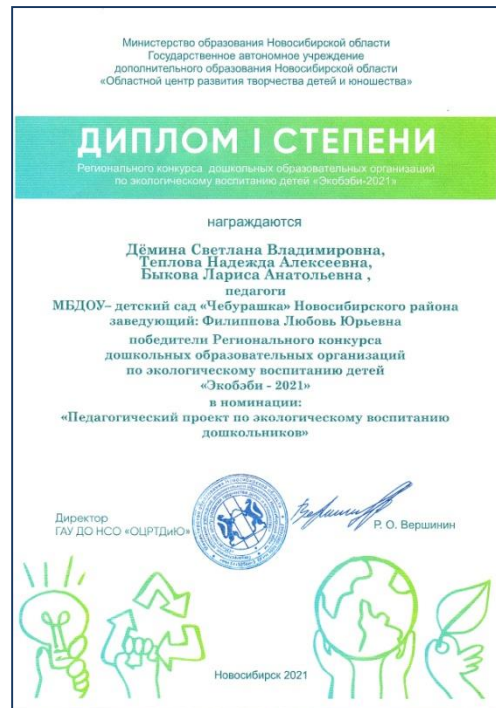 Министерство образования Новосибирской области
Государственное автономное учреждение
дополнительного образования Новосибирской области
«Областной центр развития творчества детей и юношества»
ДИПЛОМ I СТЕПЕНИ
Регионального конкурса дошкольных образовательных организаций
по экологическому воспитанию детей «Экобэби-2021»
награждаются
Дёмина Светлана Владимировна,
Теплова Надежда Алексеевна,
Быкова Лариса Анатольевна ,
педагоги
МБДОУ– детский сад «Чебурашка» Новосибирского района
заведующий: Филиппова Любовь Юрьевна
победители Регионального конкурса
дошкольных образовательных организаций
по экологическому воспитанию детей
«Экобэби - 2021»
в номинации:
«Педагогический проект по экологическому воспитанию
дошкольников»
Директор
ГАУ ДО НСО «ОЦРТДиЮ»
Р. О. Вершинин
Новосибирск 2021